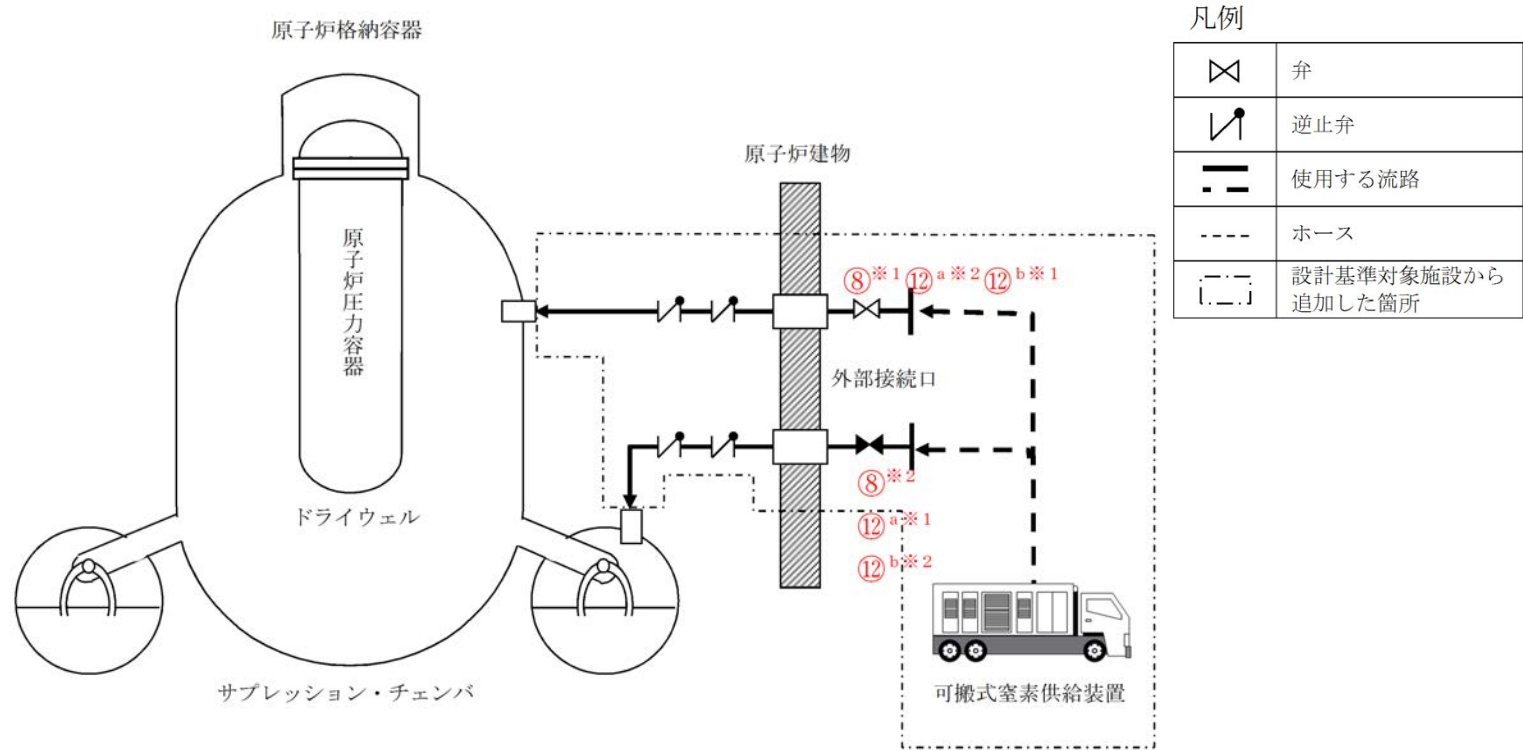 原子炉格納容器
原子炉圧力容器
ドライウェル
サプレッション・チェンバ
原子炉建物
⑧※1 ⑫a※2 ⑫b※1
外部接続口
⑧※2
⑫a※1
⑫b※2
可搬式窒素供給装置
凡例
弁
逆止弁
使用する流路
ホース
設計基準対象施設から
追加した箇所